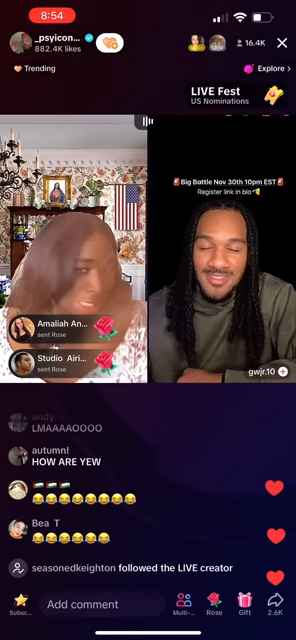 8:54
_psyicon...
882.4K likes
16.4K
Trending
Explore >
LIVE Fest
US Nominations
🚨Big Battle Nov 30th 10pm EST🚨
Register link in bio
Amaliah An...
sent Rose
Studio Airi...
sent Rose
gwjr.10
andy
LMAAAAOOOO
autumn!
HOW ARE YEW
😂😂😂😂😂😂😂😂
Bea T
😂😂😂😂😂😂
seasonedkeighton followed the LIVE creator
Subsc...
Add comment
Multi-...
Rose
Gift
2.6K